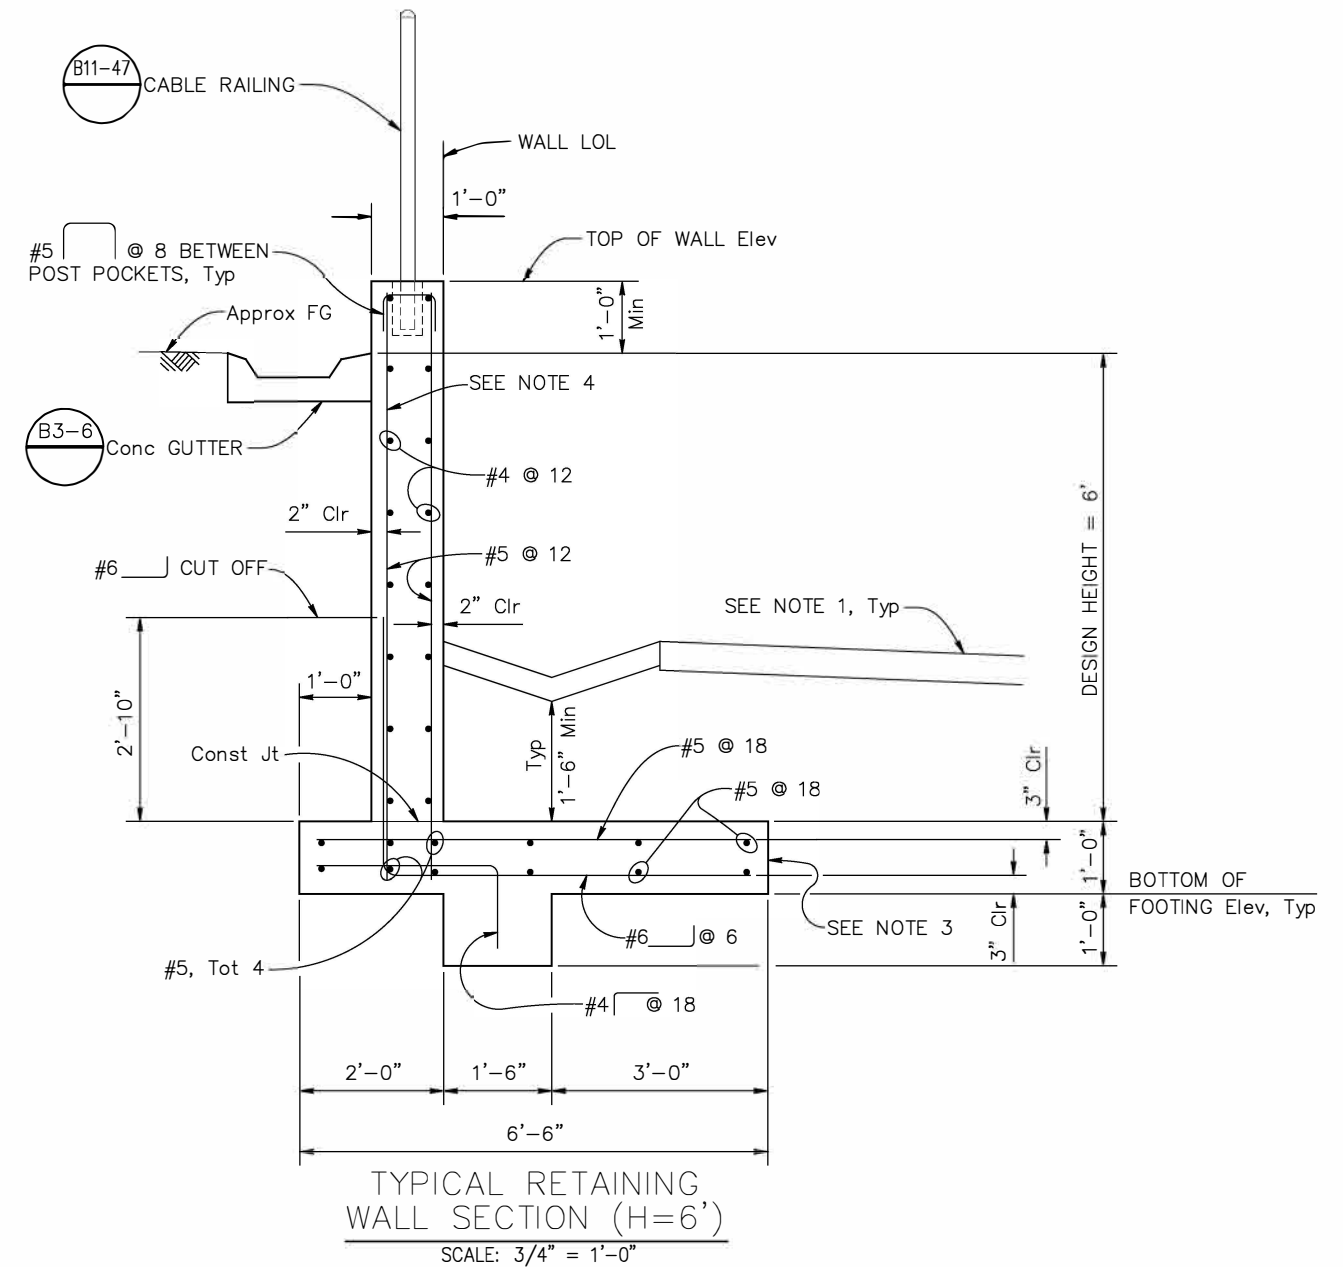 B11-47
CABLE RAILING
WALL LOL
1'-0"
#5 @ 8 BETWEEN
POST POCKETS, Typ
TOP OF WALL Elev
1'-0"
Min
Approx FG
SEE NOTE 4
B3-6
Conc GUTTER
#4 @ 12
2" Clr
#5 @ 12
#6 CUT OFF
2" Clr
SEE NOTE 1, Typ
DESIGN HEIGHT = 6'
1'-0"
2'-10"
Const Jt
Typ
1'-6" Min
#5 @ 18
#5 @ 18
3" Clr
1'-0"
BOTTOM OF
FOOTING Elev, Typ
1'-0"
3" Clr
SEE NOTE 3
#6 @ 6
#5, Tot 4
#4 @ 18
2'-0"
1'-6"
3'-0"
6'-6"
TYPICAL RETAINING
WALL SECTION (H=6')
SCALE: 3/4" = 1'-0"